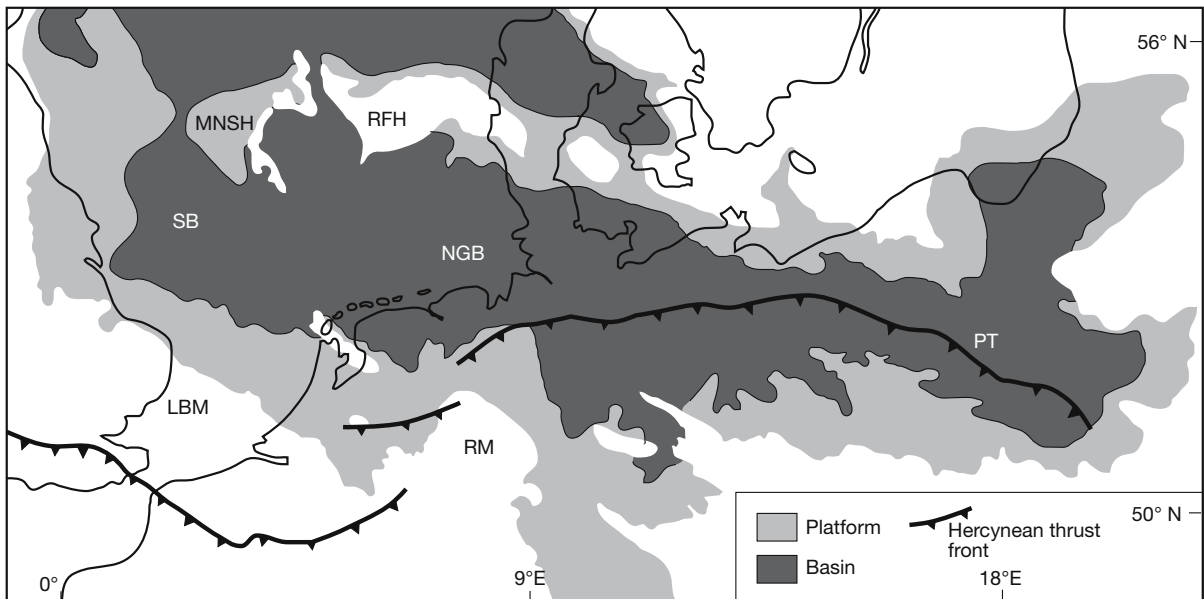 56° N
MNSH
RFH
SB
NGB
PT
LBM
RM
Platform
Hercynean thrust
front
Basin
50° N
0°
9°E
18°E